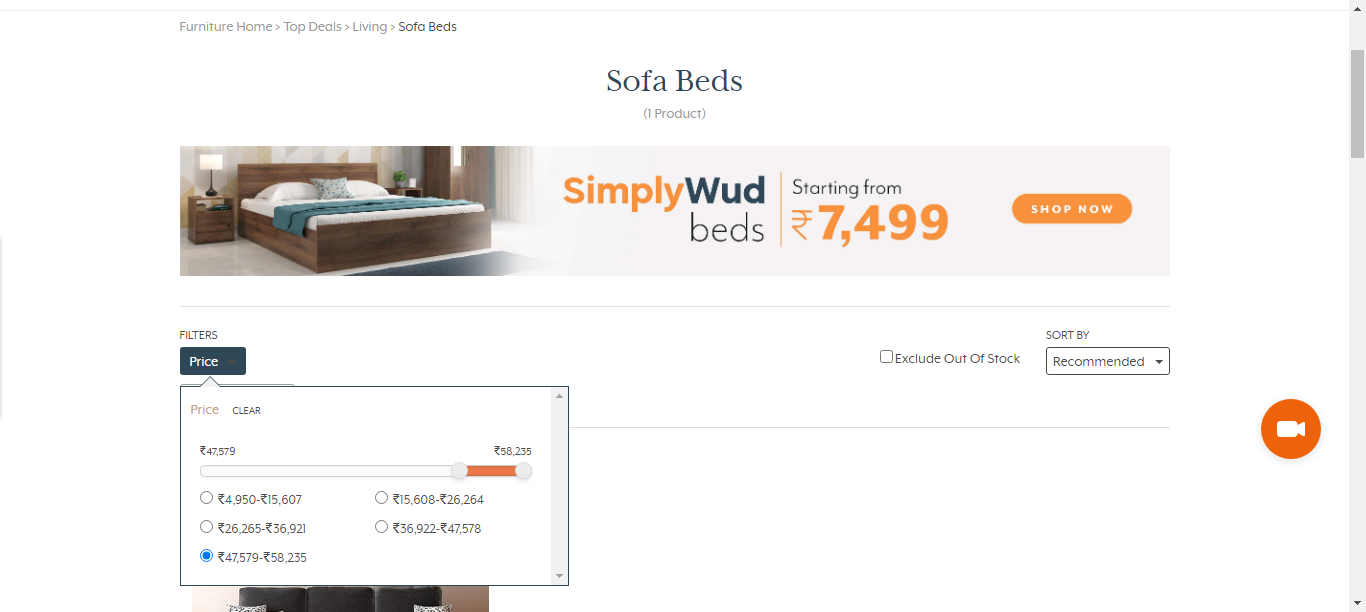 Furniture Home > Top Deals > Living > Sofa Beds
Sofa Beds
(1 Product)
SimplyWud
beds
Starting from
₹7,499
SHOP NOW
FILTERS
Price
Exclude Out Of Stock
SORT BY
Recommended
Price CLEAR
₹47,579 ₹58,235
₹4,950-₹15,607 ₹15,608-₹26,264
₹26,265-₹36,921 ₹36,922-₹47,578
₹47,579-₹58,235